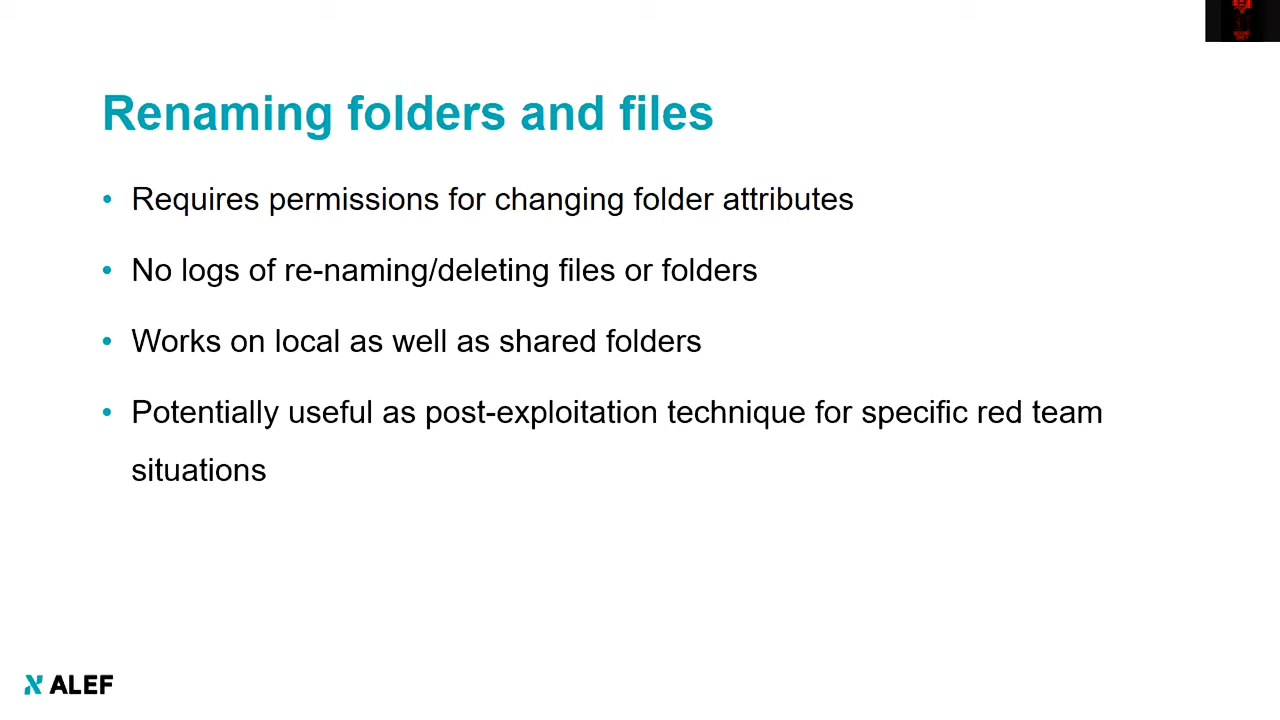 Renaming folders and files
• Requires permissions for changing folder attributes
• No logs of re-naming/deleting files or folders
• Works on local as well as shared folders
• Potentially useful as post-exploitation technique for specific red team
situations
ALEF